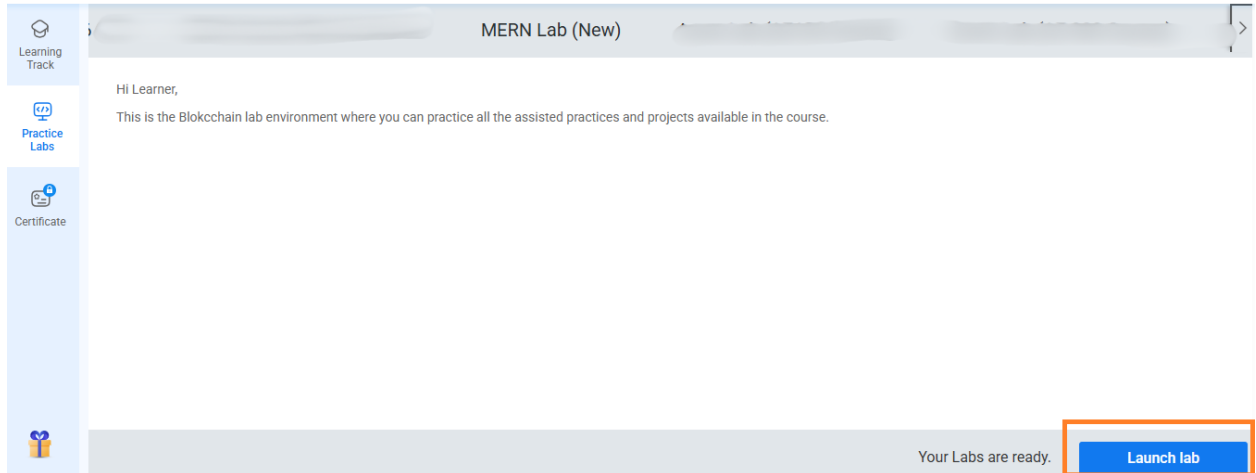 Learning
Track
MERN Lab (New)
Hi Learner,
This is the Blokcchain lab environment where you can practice all the assisted practices and projects available in the course.
Practice
Labs
Certificate
Your Labs are ready.
Launch lab